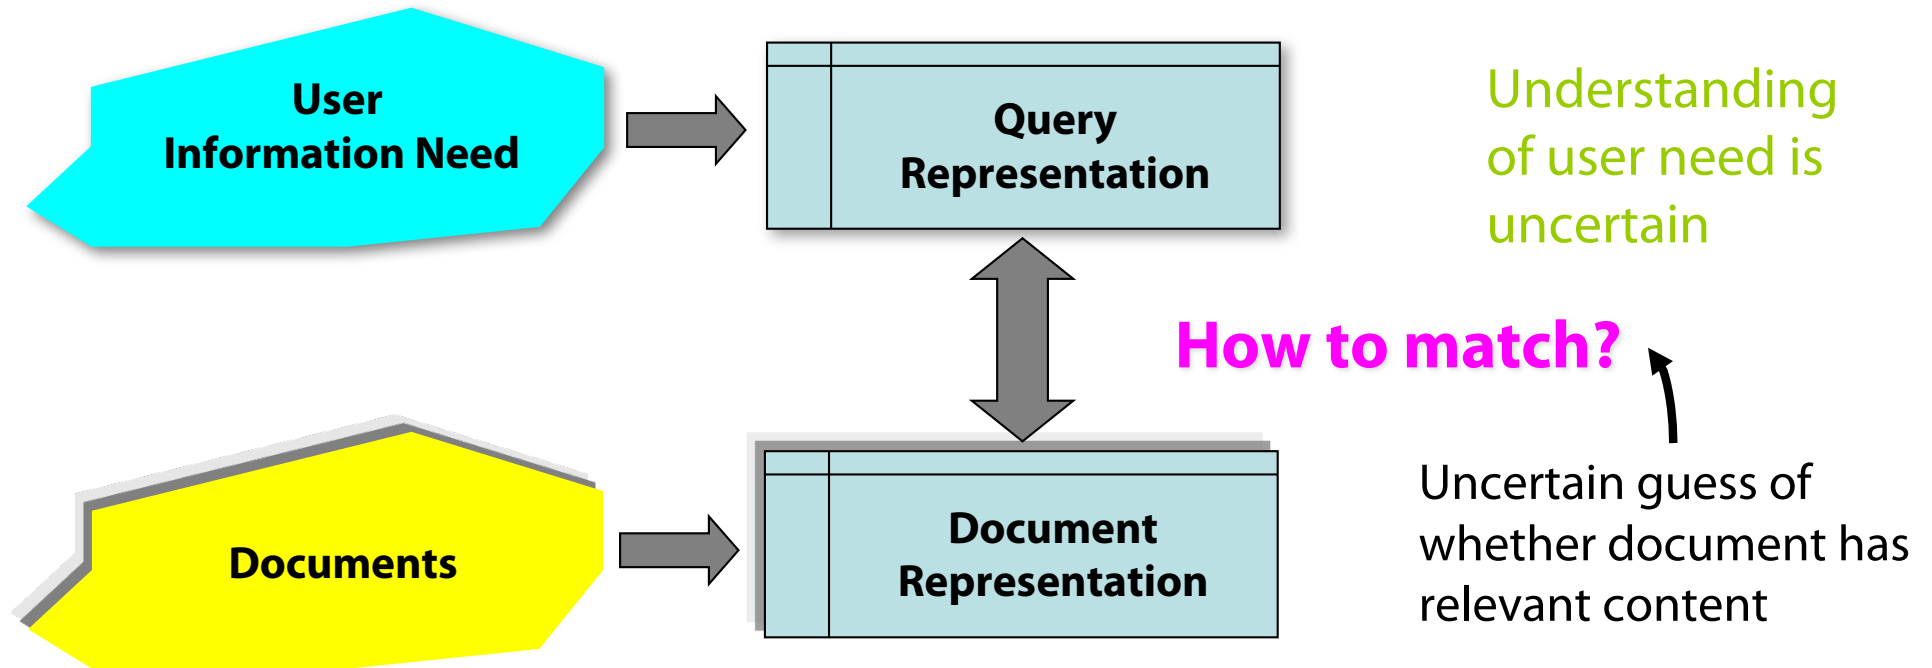 User
Information Need
Query
Representation
Understanding
of user need is
uncertain
How to match?
Documents
Document
Representation
Uncertain guess of
whether document has
relevant content